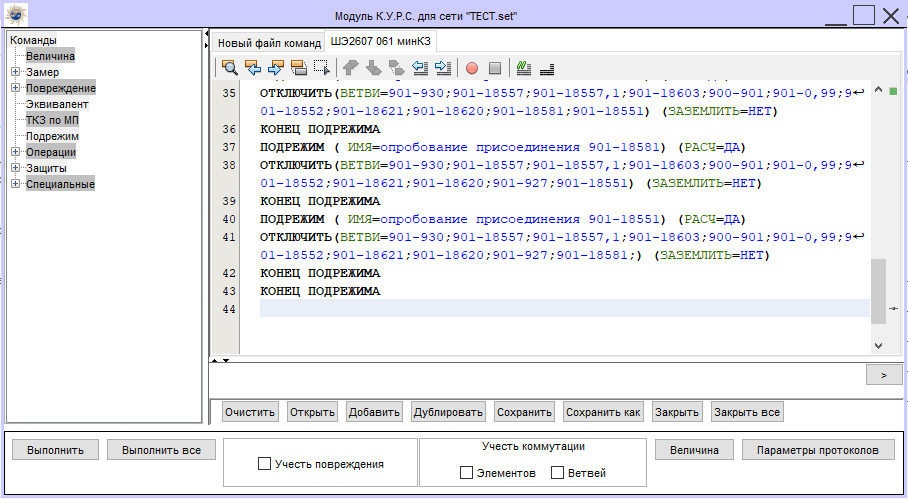 Модуль К.У.Р.С. для сети "ТЕСТ.set"
Команды
Величина
Замер
Повреждение
Эквивалент
ТКЗ по МП
Подрежим
Операции
Защиты
Специальные
Новый файл команд
ШЭ2607 061 минКЗ
35 ОТКЛЮЧИТЬ(ВЕТВИ=901-930;901-18557;901-18557,1;901-18603;900-901;901-0,99;9
01-18552;901-18621;901-18620;901-18581;901-18551) (ЗАЗЕМЛИТЬ=НЕТ)
36 КОНЕЦ ПОДРЕЖИМА
37 ПОДРЕЖИМ ( ИМЯ=опробование присоединения 901-18581) (РАСЧ=ДА)
38 ОТКЛЮЧИТЬ(ВЕТВИ=901-930;901-18557;901-18557,1;901-18603;900-901;901-0,99;9
01-18552;901-18621;901-18620;901-927;901-18551) (ЗАЗЕМЛИТЬ=НЕТ)
39 КОНЕЦ ПОДРЕЖИМА
40 ПОДРЕЖИМ ( ИМЯ=опробование присоединения 901-18551) (РАСЧ=ДА)
41 ОТКЛЮЧИТЬ(ВЕТВИ=901-930;901-18557;901-18557,1;901-18603;900-901;901-0,99;9
01-18552;901-18621;901-18620;901-927;901-18581;) (ЗАЗЕМЛИТЬ=НЕТ)
42 КОНЕЦ ПОДРЕЖИМА
43 КОНЕЦ ПОДРЕЖИМА
44
>
Очистить Открыть Добавить Дублировать Сохранить Сохранить как Закрыть Закрыть все
Выполнить Выполнить все
Учесть повреждения
Учесть коммутации
Элементов Ветвей
Величина Параметры протоколов